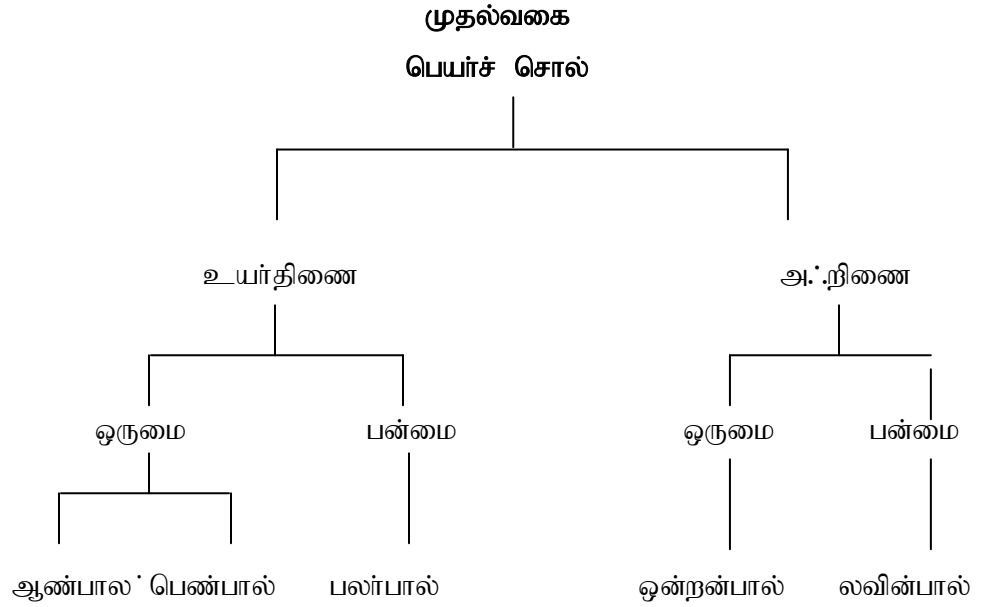 முதல்வகை
பெயர்ச் சொல்
உயர்திணை அஃறிணை
ஒருமை பன்மை ஒருமை பன்மை
ஆண்பால் பெண்பால் பலர்பால் ஒன்றன்பால் லவின்பால்